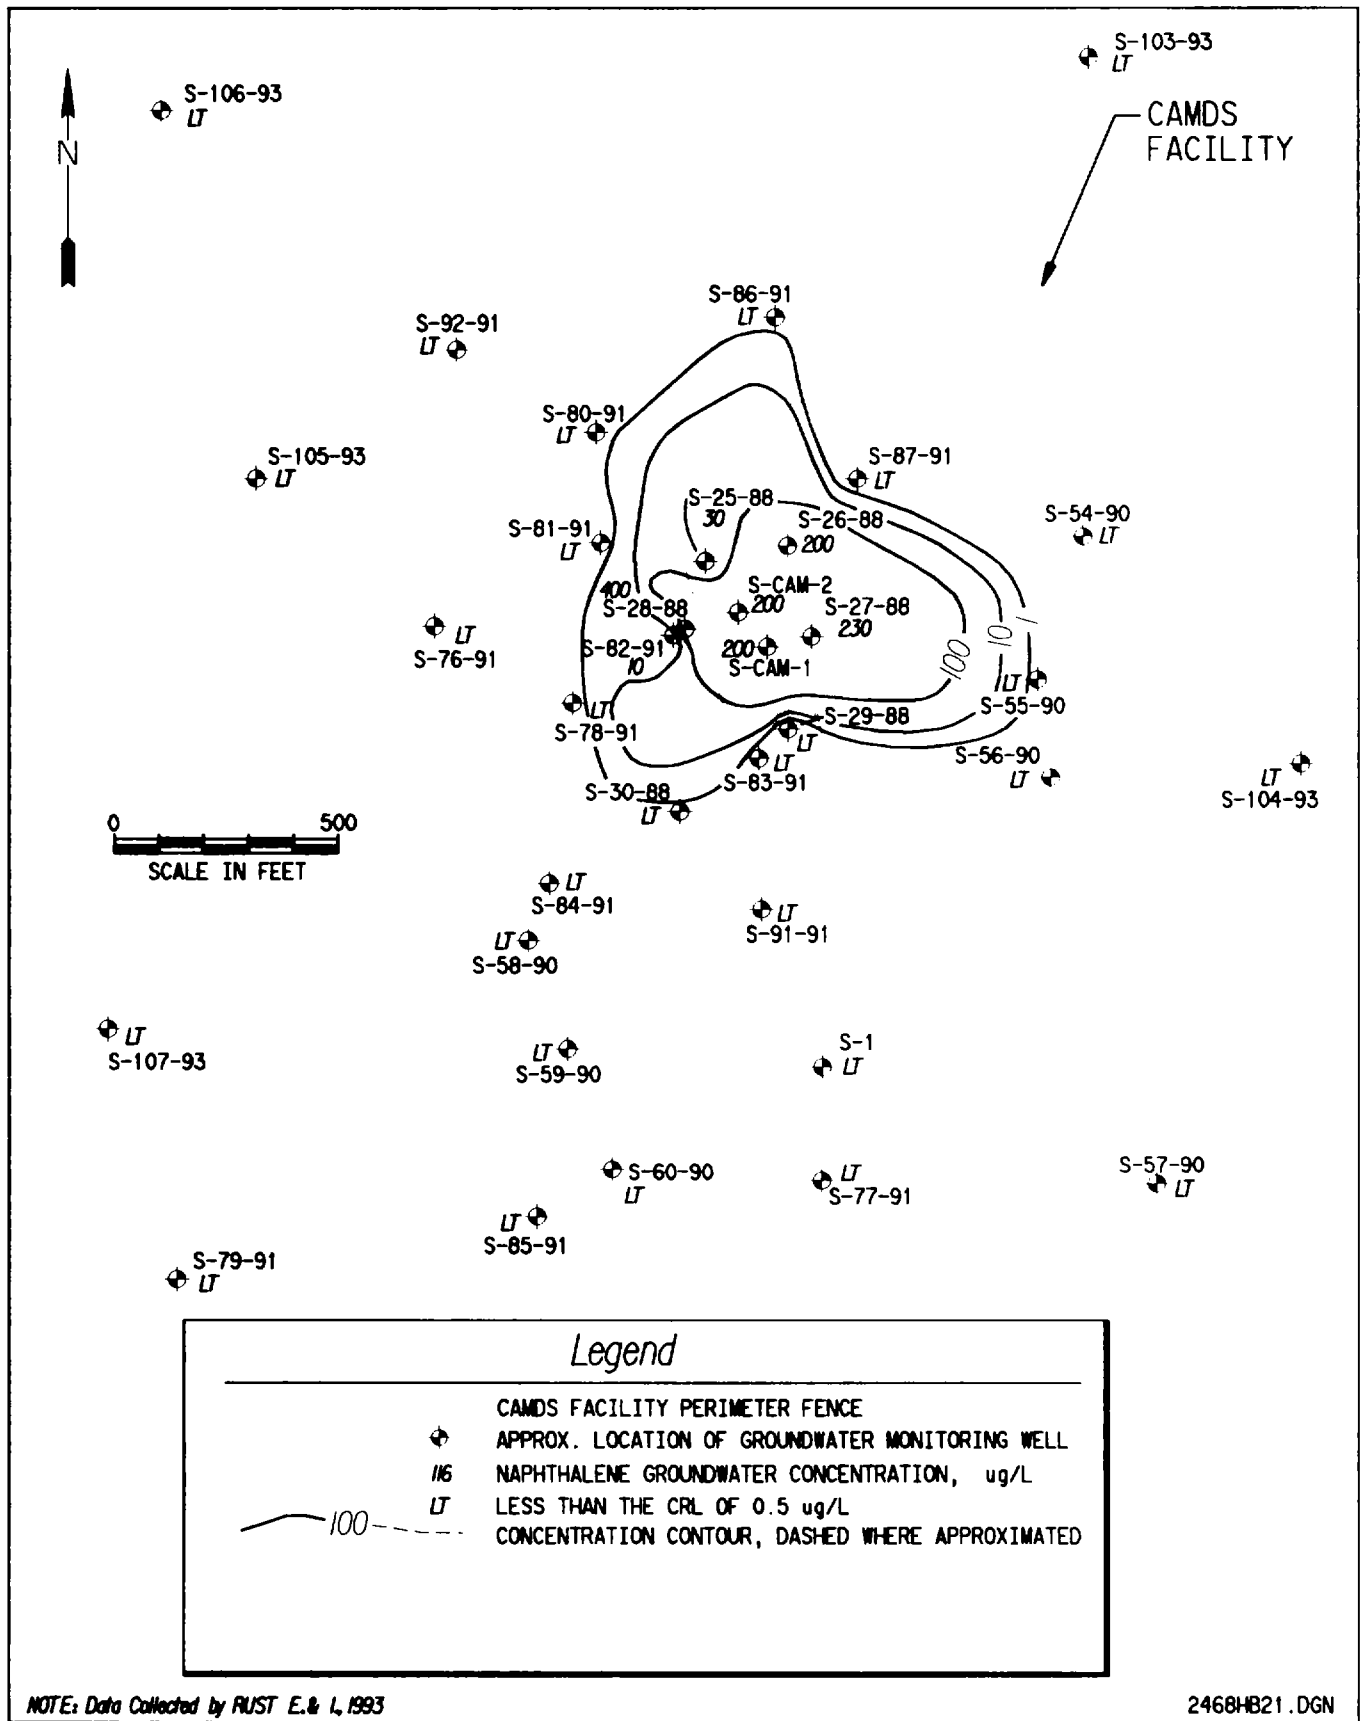 S-103-93
LT
S-106-93
LT
CAMDS
FACILITY
N
S-86-91
LT
S-92-91
LT
S-80-91
LT
S-87-91
LT
S-105-93
LT
S-25-88
30
S-26-88
200
S-54-90
LT
S-81-91
LT
400
S-28-88
S-CAM-2
200
S-27-88
230
S-82-91
10
200
S-CAM-1
100
10
1
LT
S-76-91
LT
S-55-90
LT
S-78-91
S-29-88
LT
LT
S-83-91
S-56-90
LT
LT
S-104-93
S-30-88
LT
0 500
SCALE IN FEET
LT
S-84-91
LT
S-91-91
LT
S-58-90
LT
S-107-93
LT
S-59-90
S-1
LT
S-60-90
LT
LT
S-77-91
S-57-90
LT
LT
S-85-91
S-79-91
LT
Legend
CAMDS FACILITY PERIMETER FENCE
APPROX. LOCATION OF GROUNDWATER MONITORING WELL
116 NAPHTHALENE GROUNDWATER CONCENTRATION, ug/L
LT LESS THAN THE CRL OF 0.5 ug/L
100 CONCENTRATION CONTOUR, DASHED WHERE APPROXIMATED
NOTE: Data Collected by RUST E.& I., 1993
2468HB21.DGN